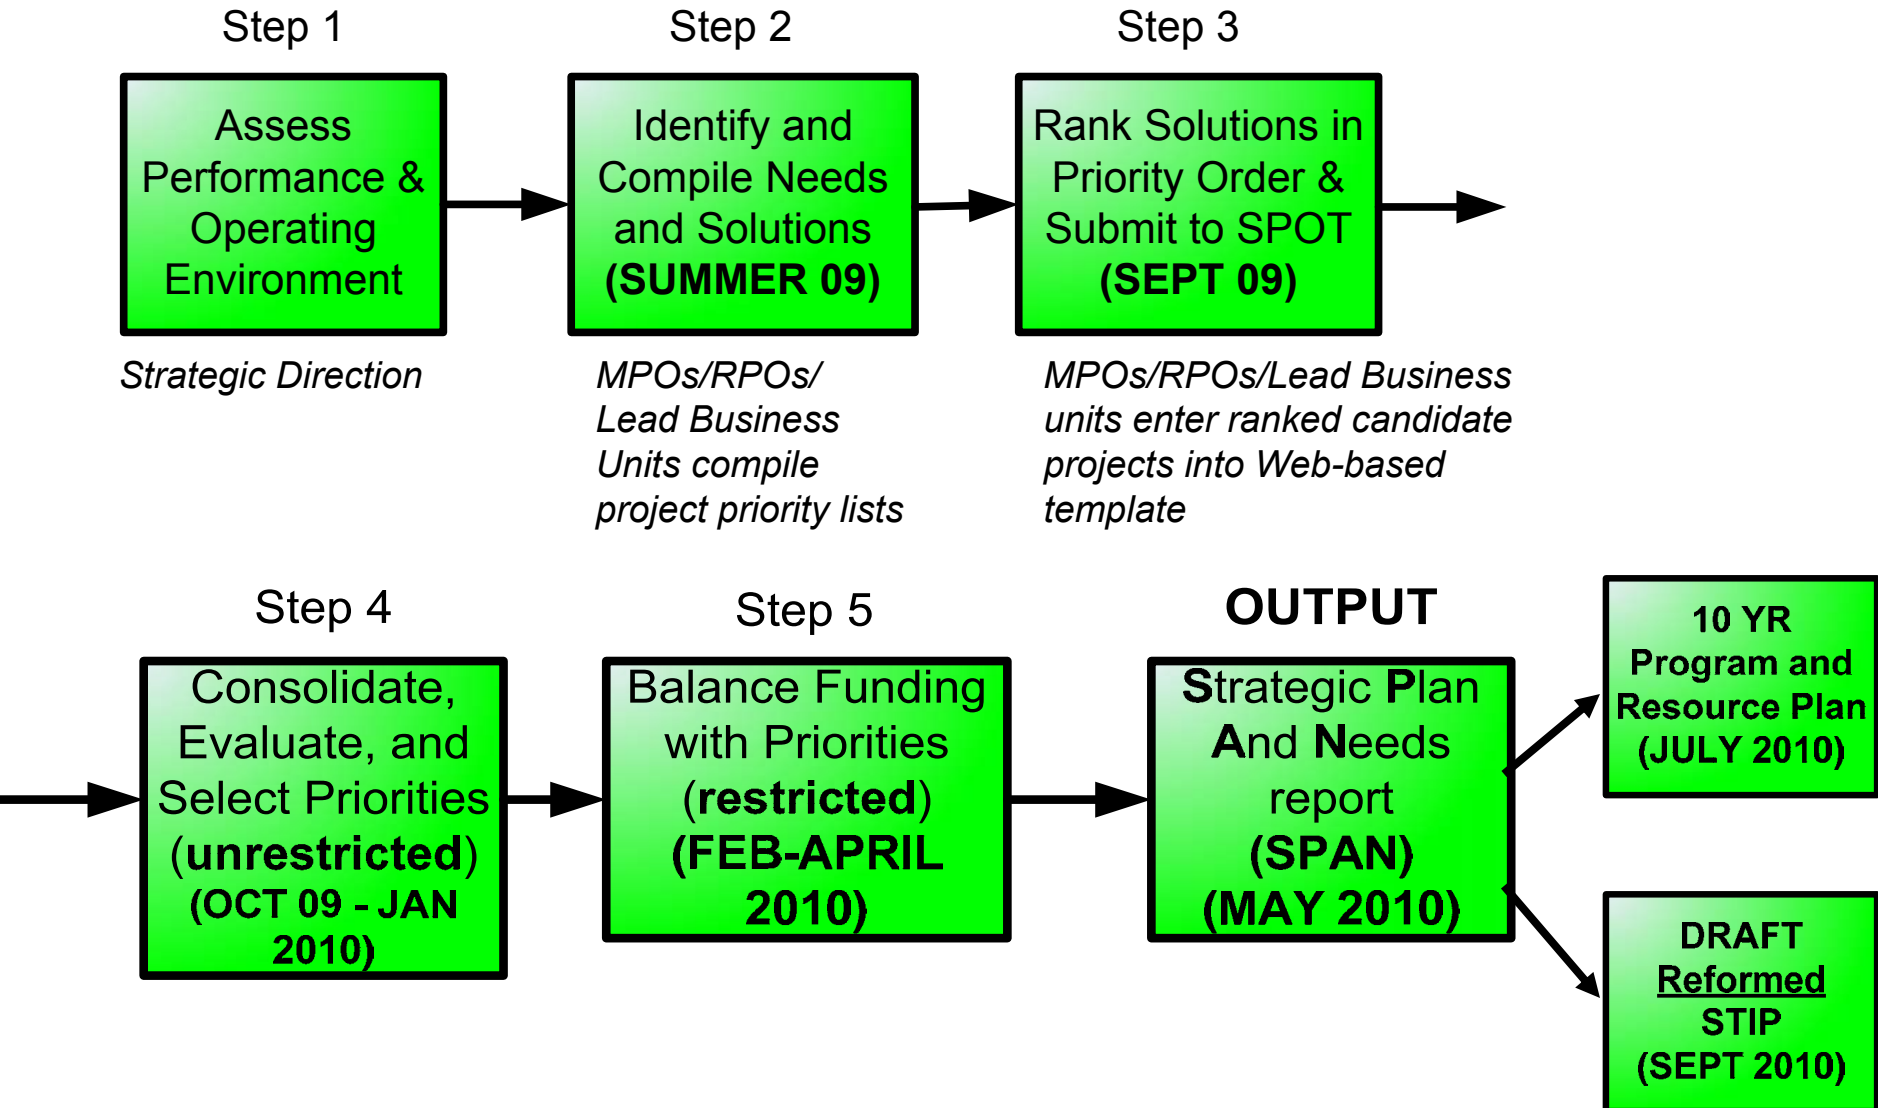 Step 1
Assess
Performance &
Operating
Environment
Strategic Direction
Step 2
Identify and
Compile Needs
and Solutions
(SUMMER 09)
MPOs/RPOs/
Lead Business
Units compile
project priority lists
Step 3
Rank Solutions in
Priority Order &
Submit to SPOT
(SEPT 09)
MPOs/RPOs/Lead Business
units enter ranked candidate
projects into Web-based
template
Step 4
Consolidate,
Evaluate, and
Select Priorities
(unrestricted)
(OCT 09 - JAN
2010)
Step 5
Balance Funding
with Priorities
(restricted)
(FEB-APRIL
2010)
OUTPUT
Strategic Plan
And Needs
report
(SPAN)
(MAY 2010)
10 YR
Program and
Resource Plan
(JULY 2010)
DRAFT
Reformed
STIP
(SEPT 2010)